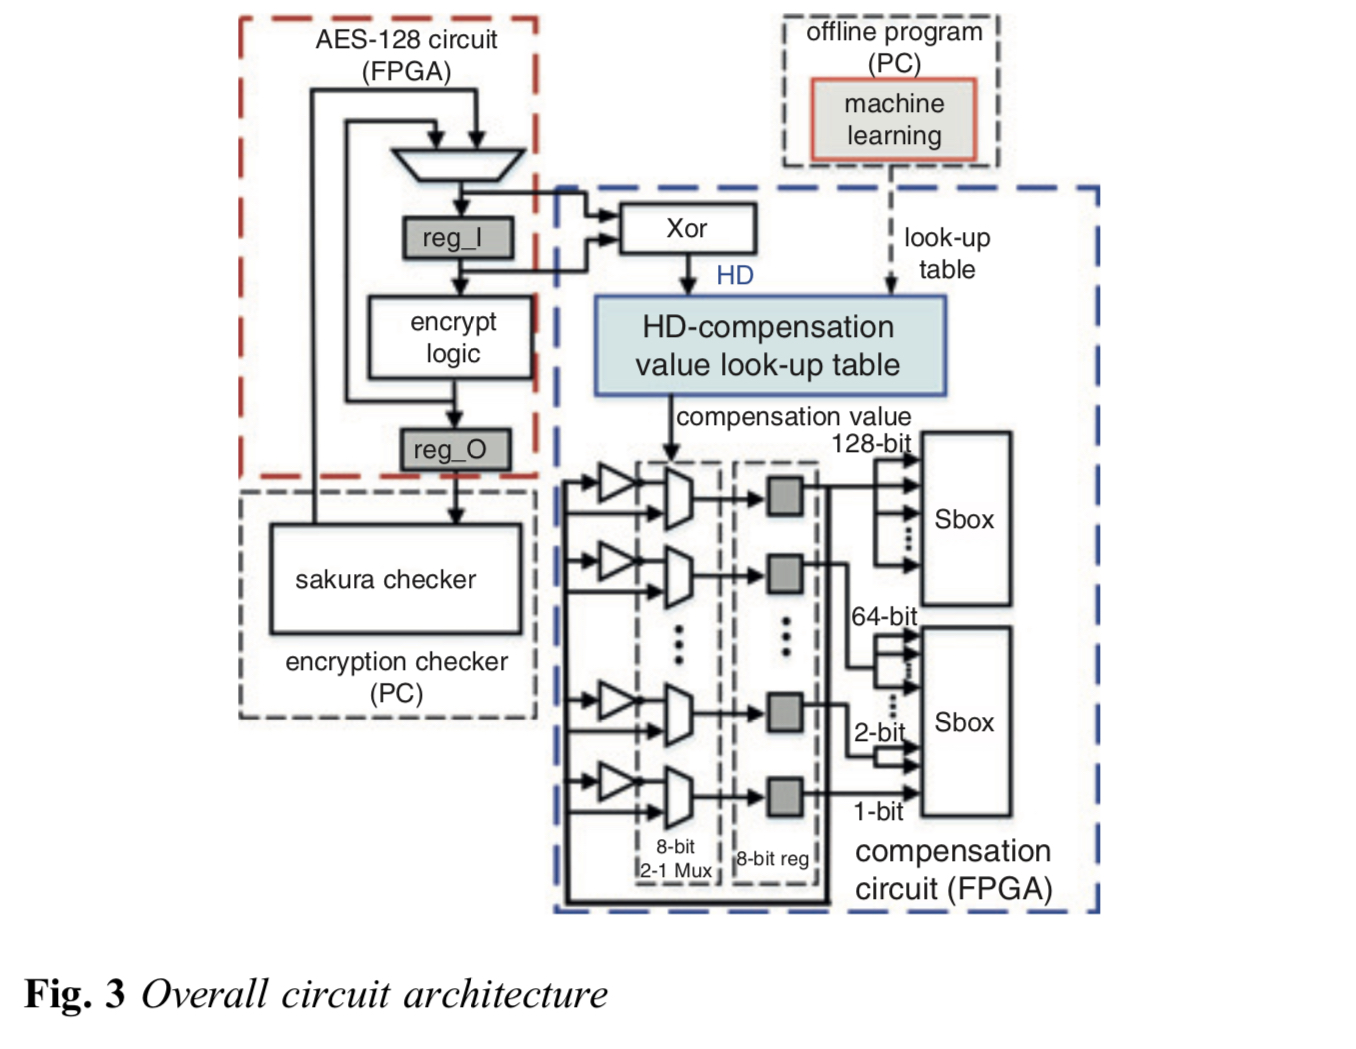 AES-128 circuit
(FPGA)
reg_I
encrypt
logic
reg_O
sakura checker
encryption checker
(PC)
offline program
(PC)
machine
learning
look-up
table
Xor
HD
HD-compensation
value look-up table
compensation value
128-bit
Sbox
64-bit
2-bit
Sbox
1-bit
8-bit
2-1 Mux
8-bit reg
compensation
circuit (FPGA)
Fig. 3 Overall circuit architecture